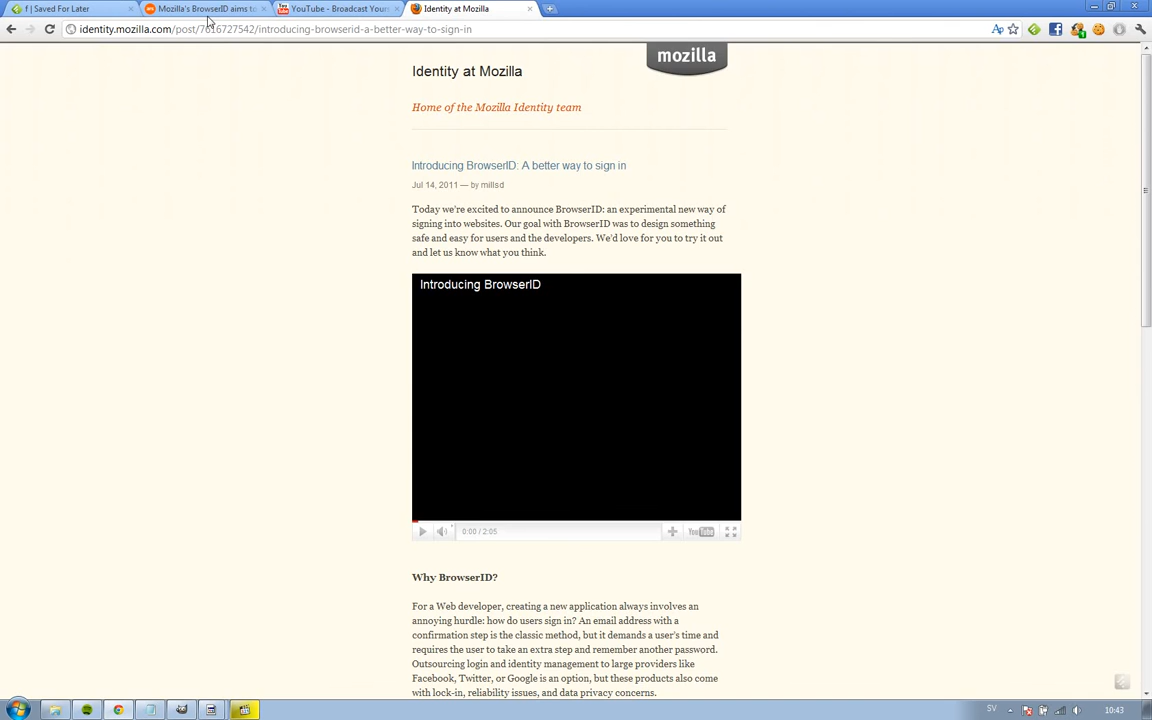 f | Saved For Later
Mozilla's BrowserID aims to
YouTube - Broadcast Your
Identity at Mozilla
identity.mozilla.com/post/7616727542/introducing-browserid-a-better-way-to-sign-in
mozilla
Identity at Mozilla
Home of the Mozilla Identity team
Introducing BrowserID: A better way to sign in
Jul 14, 2011 — by millsd
Today we're excited to announce BrowserID: an experimental new way of
signing into websites. Our goal with BrowserID was to design something
safe and easy for users and the developers. We'd love for you to try it out
and let us know what you think.
Introducing BrowserID
0:00 / 2:05
YouTube
Why BrowserID?
For a Web developer, creating a new application always involves an
annoying hurdle: how do users sign in? An email address with a
confirmation step is the classic method, but it demands a user's time and
requires the user to take an extra step and remember another password.
Outsourcing login and identity management to large providers like
Facebook, Twitter, or Google is an option, but these products also come
with lock-in, reliability issues, and data privacy concerns.
SV
10:43